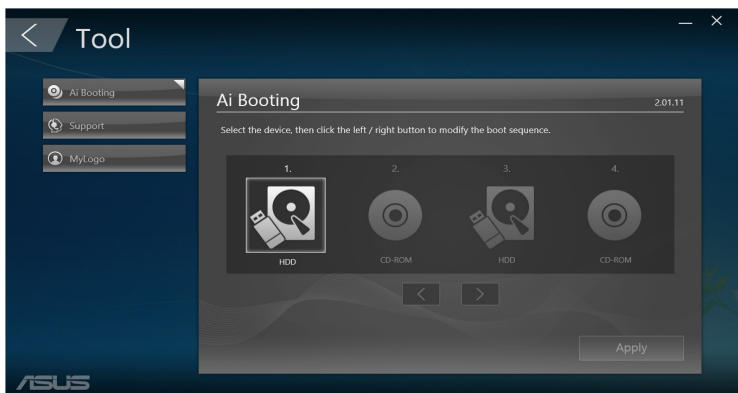 Tool
Ai Booting
Support
MyLogo
Ai Booting
2.01.11
Select the device, then click the left / right button to modify the boot sequence.
1. 2. 3. 4.
HDD CD-ROM HDD CD-ROM
Apply
ASUS